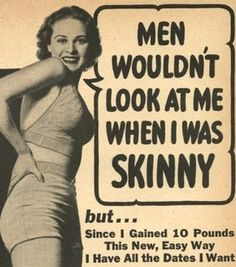 MEN
WOULDN'T
LOOK AT ME
WHEN I WAS
SKINNY
but...
Since I Gained 10 Pounds
This New, Easy Way
I Have All the Dates I Want